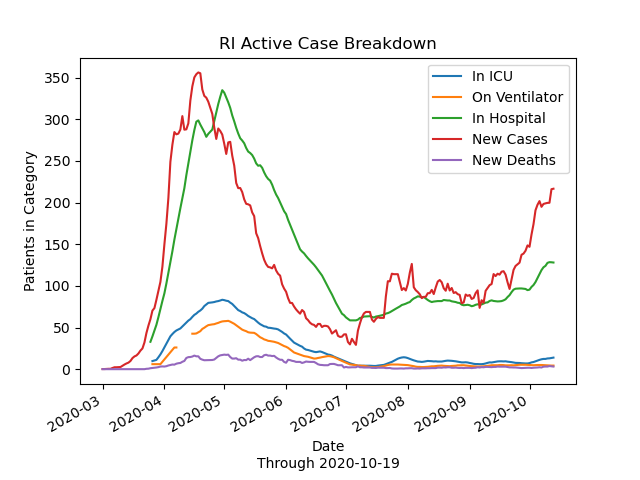 RI Active Case Breakdown
In ICU
On Ventilator
In Hospital
New Cases
New Deaths
Patients in Category
350
300
250
200
150
100
50
0
2020-03
2020-04
2020-05
2020-06
2020-07
2020-08
2020-09
2020-10
Date
Through 2020-10-19